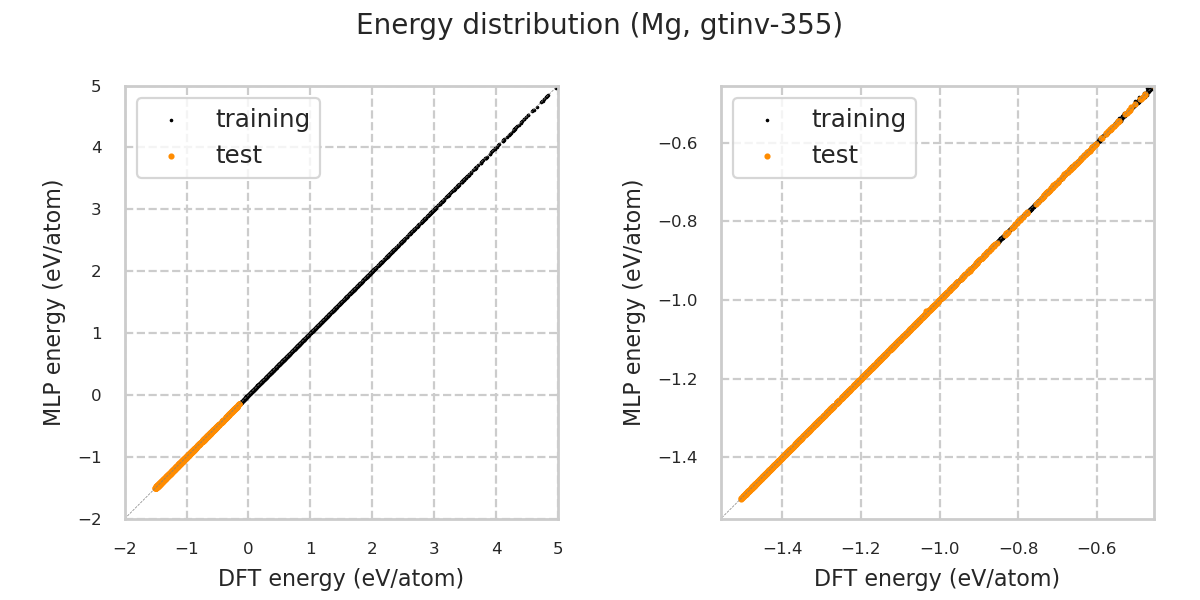 Energy distribution (Mg, gtinv-355)
5
4
3
2
1
0
−1
−2
MLP energy (eV/atom)
training
test
−2
−1
0
1
2
3
4
5
DFT energy (eV/atom)
−0.6
−0.8
−1.0
−1.2
−1.4
MLP energy (eV/atom)
training
test
−1.4
−1.2
−1.0
−0.8
−0.6
DFT energy (eV/atom)